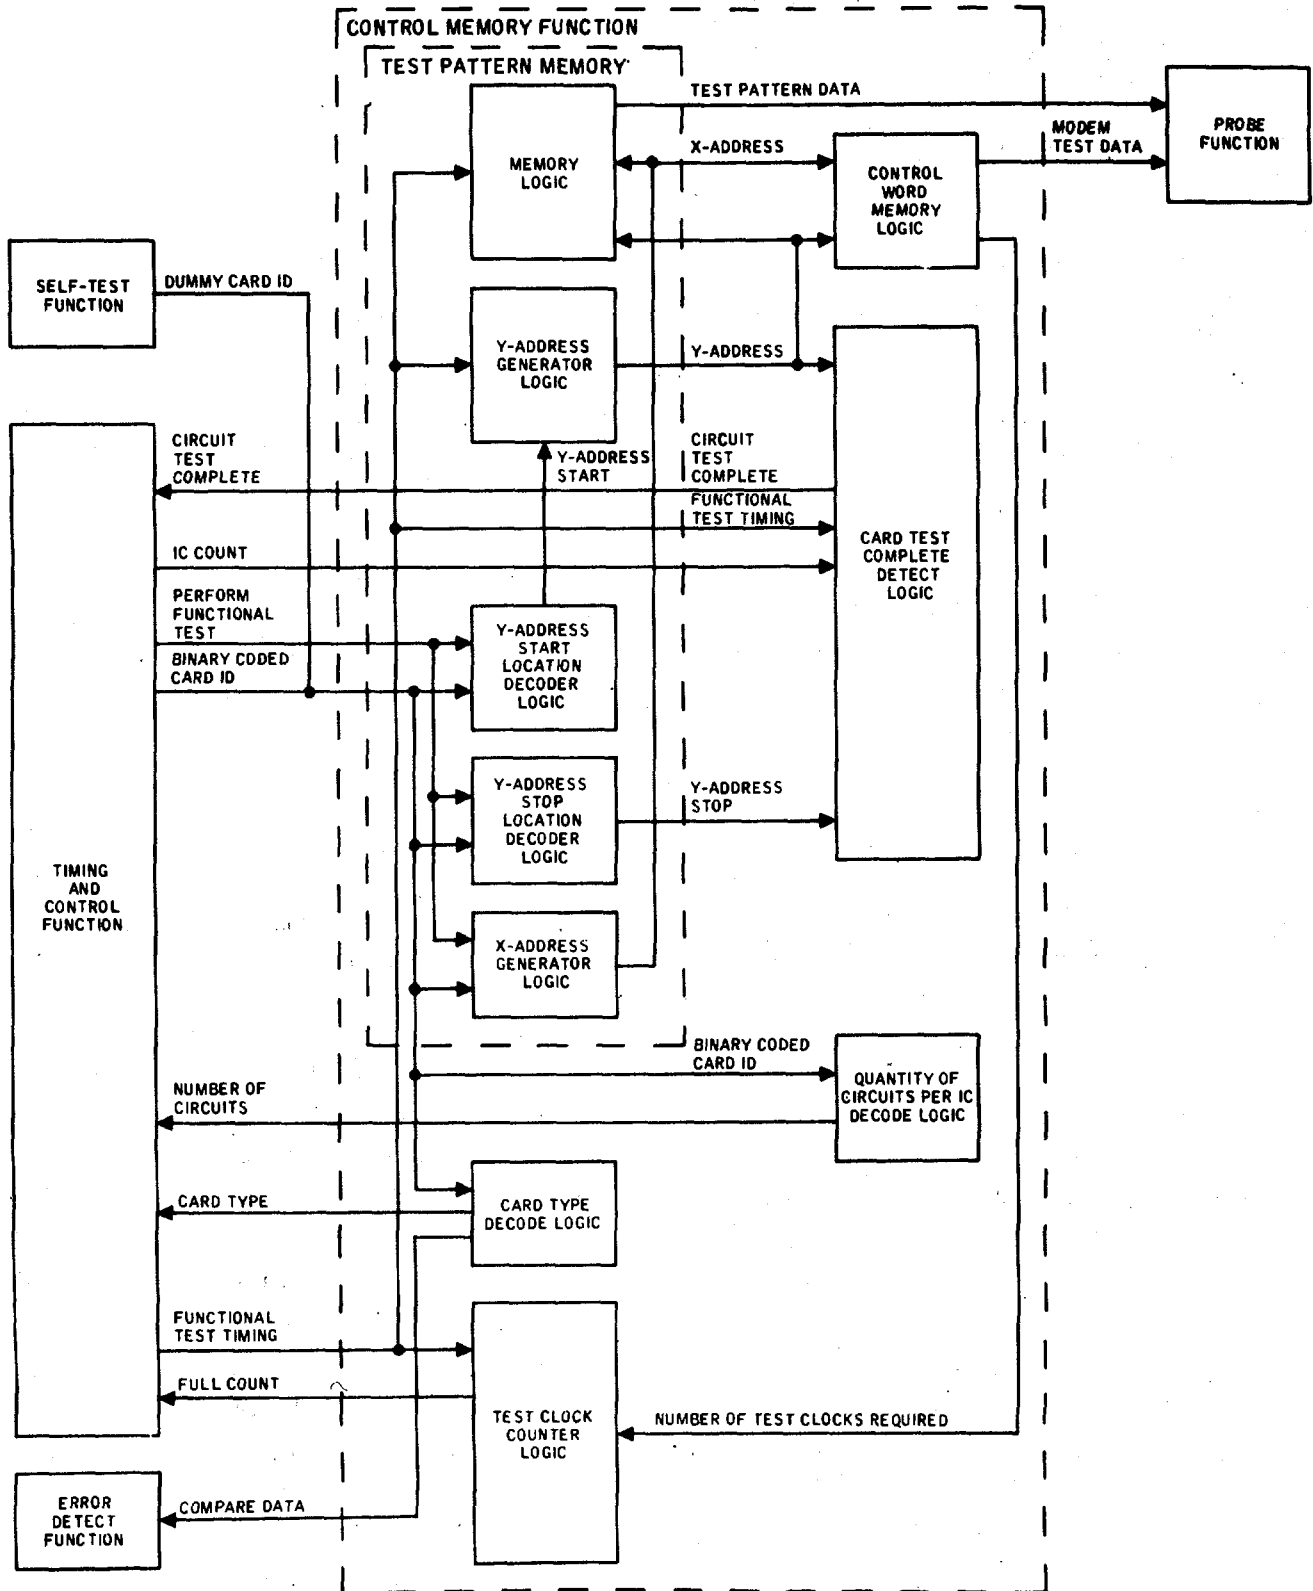 CONTROL MEMORY FUNCTION
TEST PATTERN MEMORY
TEST PATTERN DATA
MEMORY
LOGIC
X-ADDRESS
CONTROL
WORD
MEMORY
LOGIC
MODEM
TEST DATA
PROBE
FUNCTION
SELF-TEST
FUNCTION
DUMMY CARD ID
Y-ADDRESS
GENERATOR
LOGIC
Y-ADDRESS
CIRCUIT
TEST
COMPLETE
Y-ADDRESS
START
CIRCUIT
TEST
COMPLETE
FUNCTIONAL
TEST TIMING
IC COUNT
CARD TEST
COMPLETE
DETECT
LOGIC
PERFORM
FUNCTIONAL
TEST
BINARY CODED
CARD ID
Y-ADDRESS
START
LOCATION
DECODER
LOGIC
Y-ADDRESS
STOP
LOCATION
DECODER
LOGIC
Y-ADDRESS
STOP
TIMING
AND
CONTROL
FUNCTION
X-ADDRESS
GENERATOR
LOGIC
BINARY CODED
CARD ID
QUANTITY OF
CIRCUITS PER IC
DECODE LOGIC
NUMBER OF
CIRCUITS
CARD TYPE
CARD TYPE
DECODE LOGIC
FUNCTIONAL
TEST TIMING
FULL COUNT
TEST CLOCK
COUNTER
LOGIC
NUMBER OF TEST CLOCKS REQUIRED
ERROR
DETECT
FUNCTION
COMPARE DATA